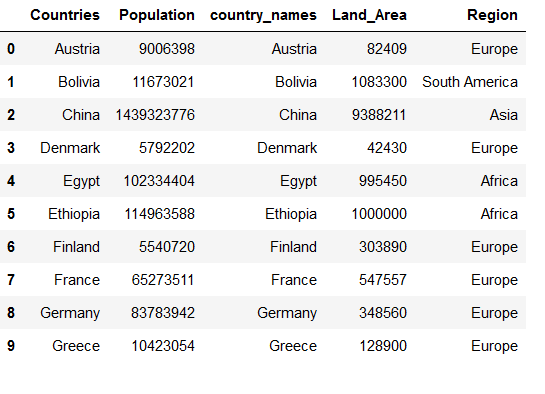 Countries Population country_names Land_Area Region
0 Austria 9006398 Austria 82409 Europe
1 Bolivia 11673021 Bolivia 1083300 South America
2 China 1439323776 China 9388211 Asia
3 Denmark 5792202 Denmark 42430 Europe
4 Egypt 102334404 Egypt 995450 Africa
5 Ethiopia 114963588 Ethiopia 1000000 Africa
6 Finland 5540720 Finland 303890 Europe
7 France 65273511 France 547557 Europe
8 Germany 83783942 Germany 348560 Europe
9 Greece 10423054 Greece 128900 Europe